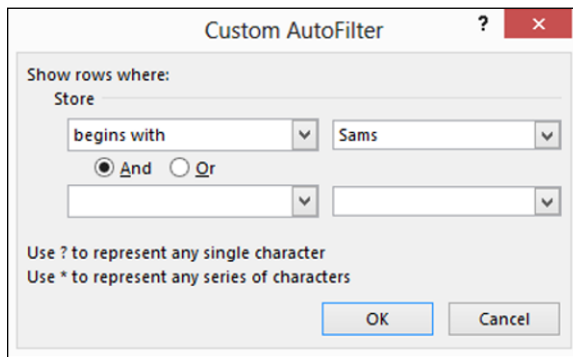 Custom AutoFilter ?
Show rows where:
Store
begins with Sams
And Or
Use ? to represent any single character
Use * to represent any series of characters
OK Cancel